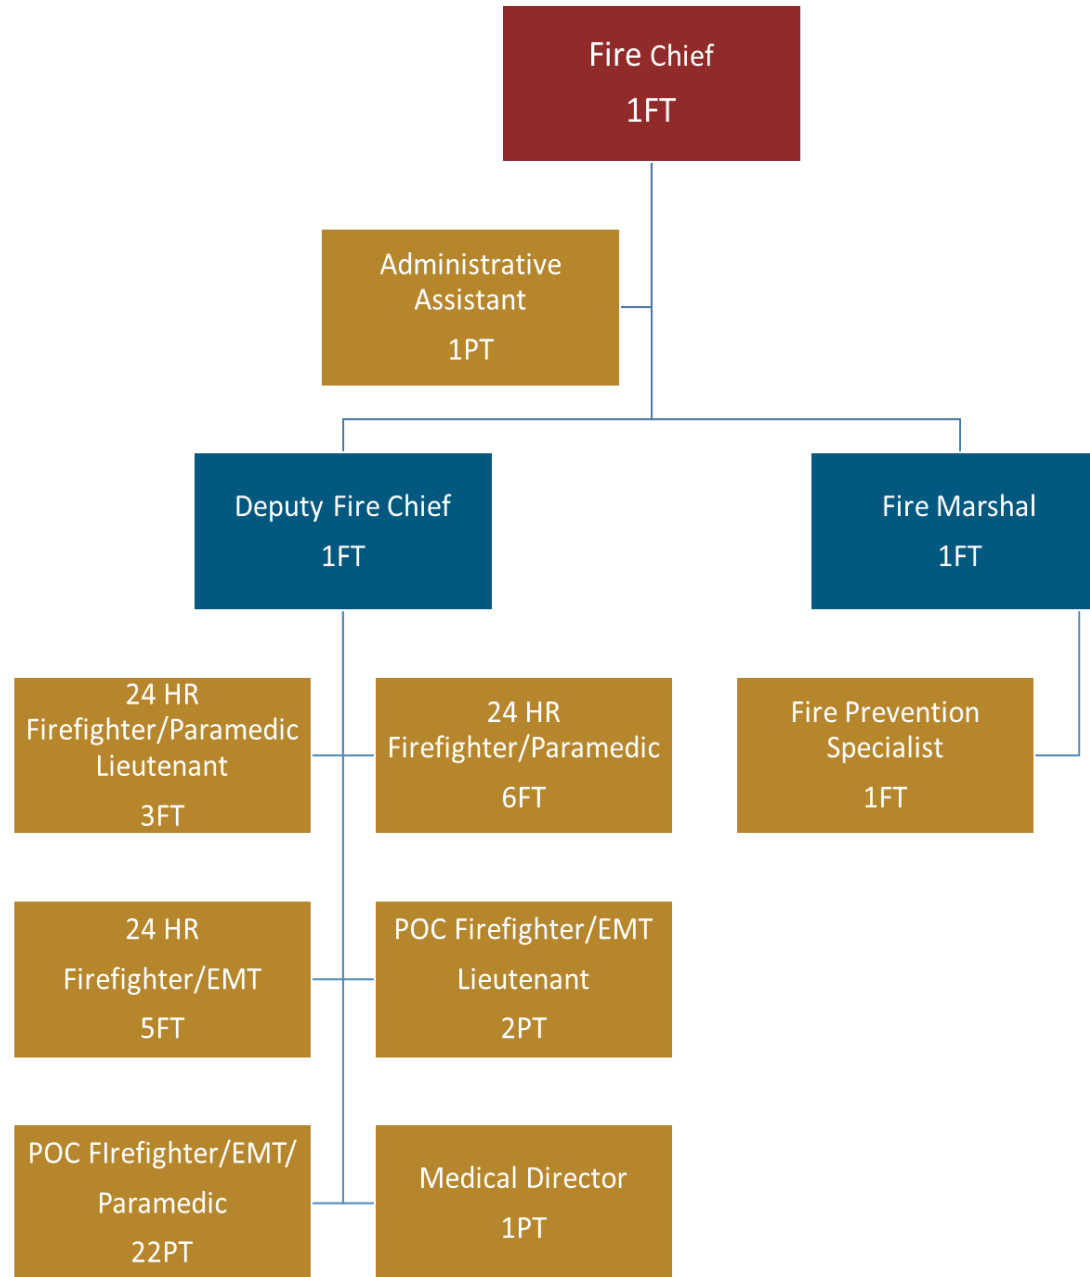 Fire Chief
1FT
Administrative
Assistant
1PT
Deputy Fire Chief
1FT
Fire Marshal
1FT
24 HR
Firefighter/Paramedic
Lieutenant
3FT
24 HR
Firefighter/Paramedic
6FT
Fire Prevention
Specialist
1FT
24 HR
Firefighter/EMT
5FT
POC Firefighter/EMT
Lieutenant
2PT
POC FIrefighter/EMT/
Paramedic
22PT
Medical Director
1PT